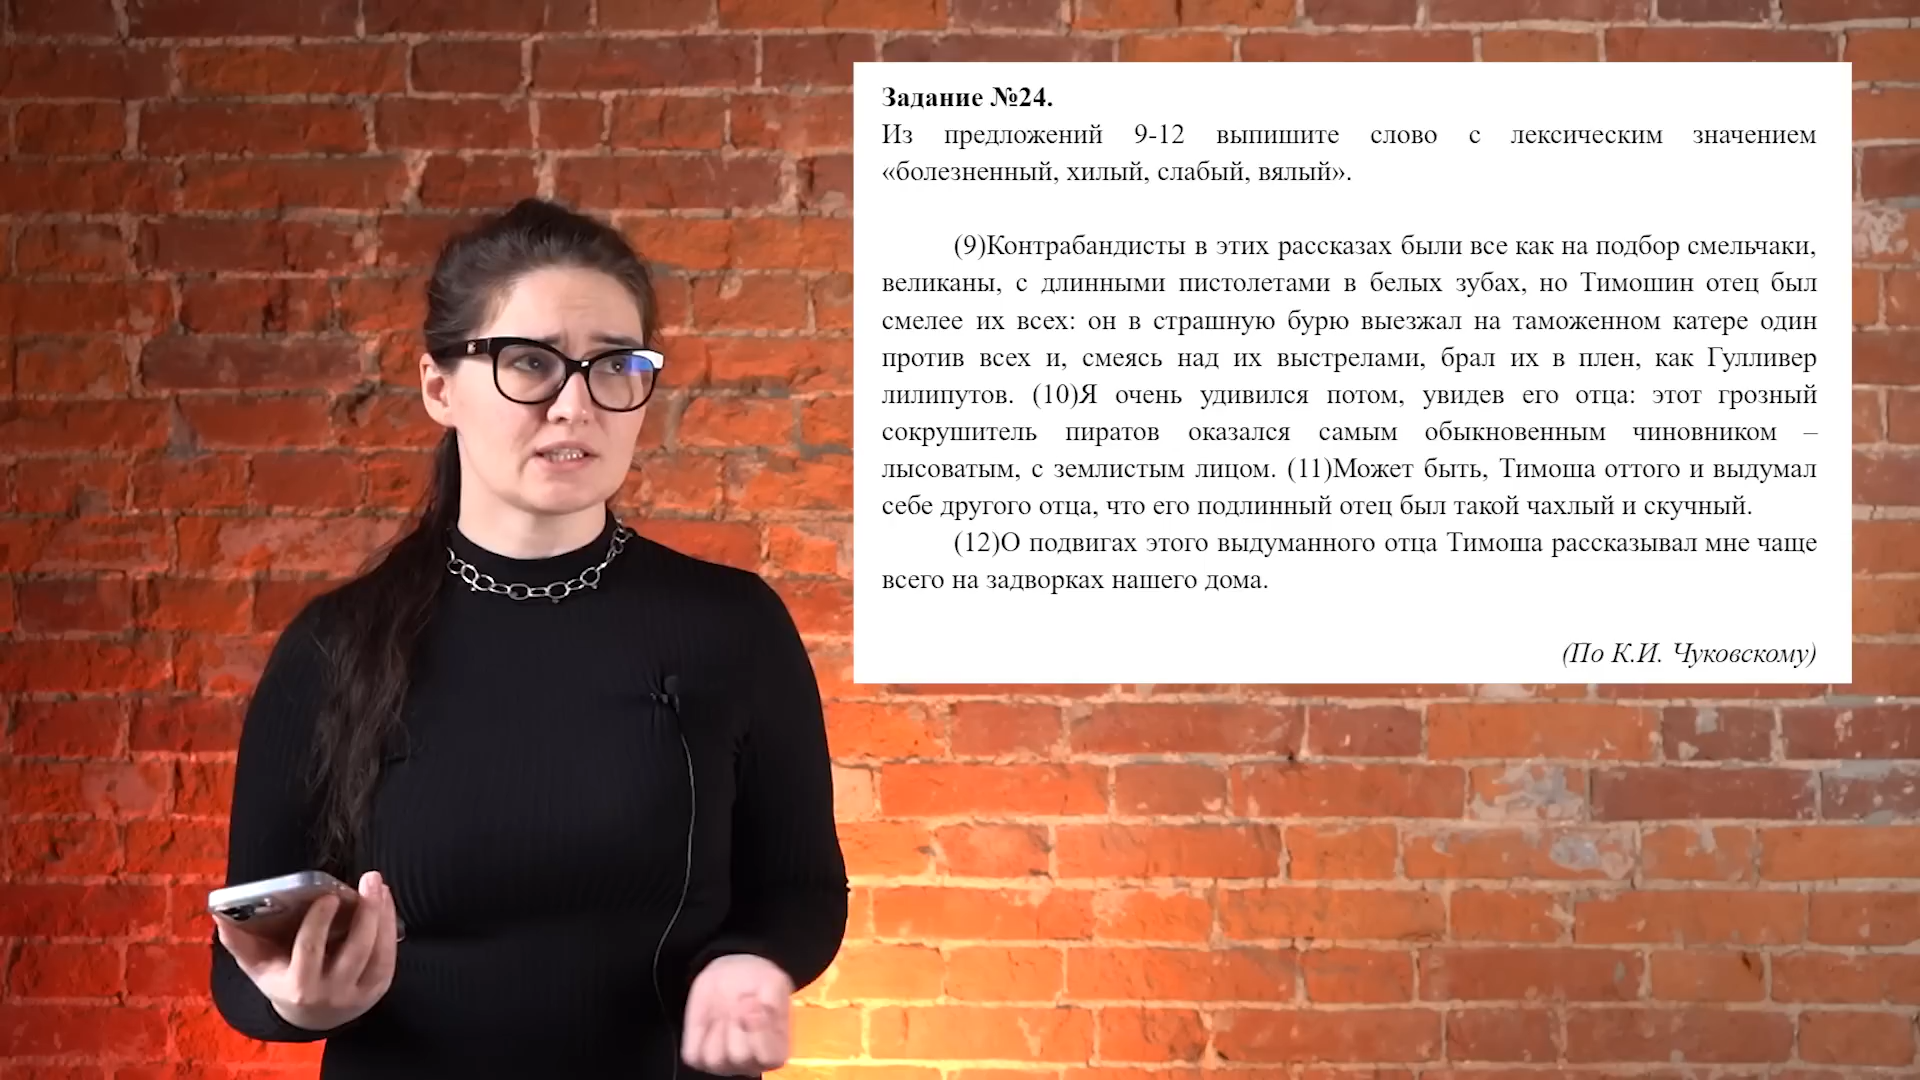 Задание №24.
Из предложений 9-12 выпишите слово с лексическим значением
«болезненный, хилый, слабый, вялый».
(9)Контрабандисты в этих рассказах были все как на подбор смельчаки,
великаны, с длинными пистолетами в белых зубах, но Тимошин отец был
смелее их всех: он в страшную бурю выезжал на таможенном катере один
против всех и, смеясь над их выстрелами, брал их в плен, как Гулливер
лилипутов. (10)Я очень удивился потом, увидев его отца: этот грозный
сокрушитель пиратов оказался самым обыкновенным чиновником –
лысоватым, с землистым лицом. (11)Может быть, Тимоша оттого и выдумал
себе другого отца, что его подлинный отец был такой чахлый и скучный.
(12)О подвигах этого выдуманного отца Тимоша рассказывал мне чаще
всего на задворках нашего дома.
(По К.И. Чуковскому)